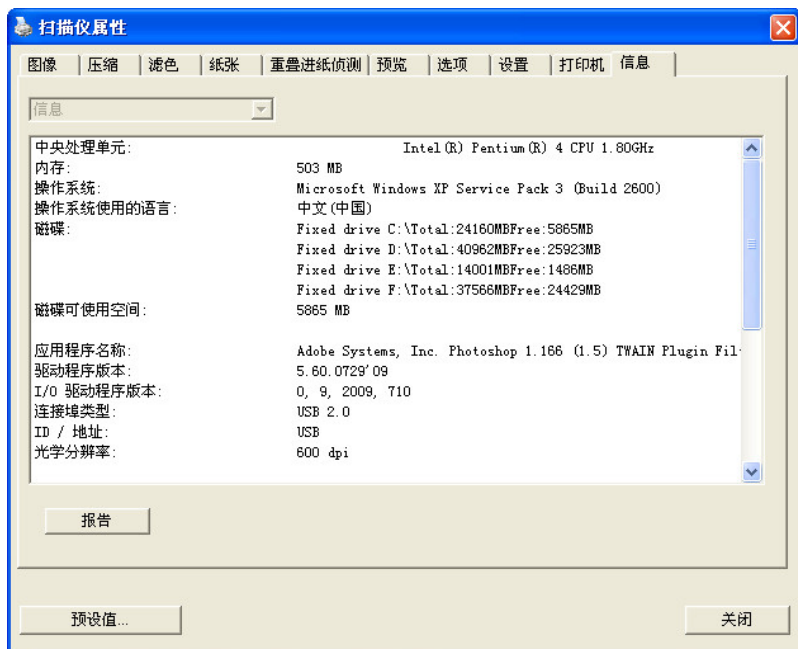 扫描仪属性
图像 压缩 滤色 纸张 重叠进纸侦测 预览 选项 设置 打印机 信息
信息
中央处理单元: Intel(R) Pentium(R) 4 CPU 1.80GHz
内存: 503 MB
操作系统: Microsoft Windows XP Service Pack 3 (Build 2600)
操作系统使用的语言: 中文(中国)
磁碟: Fixed drive C:\Total:24160MBFree:5865MB
Fixed drive D:\Total:40962MBFree:25923MB
Fixed drive E:\Total:14001MBFree:1486MB
Fixed drive F:\Total:37566MBFree:24429MB
磁碟可使用空间: 5865 MB
应用程序名称: Adobe Systems, Inc. Photoshop 1.166 (1.5) TWAIN Plugin Fil
驱动程序版本: 5.60.0729'09
I/O 驱动程序版本: 0, 9, 2009, 710
连接埠类型: USB 2.0
ID / 地址: USB
光学分辨率: 600 dpi
报告
预设值... 关闭